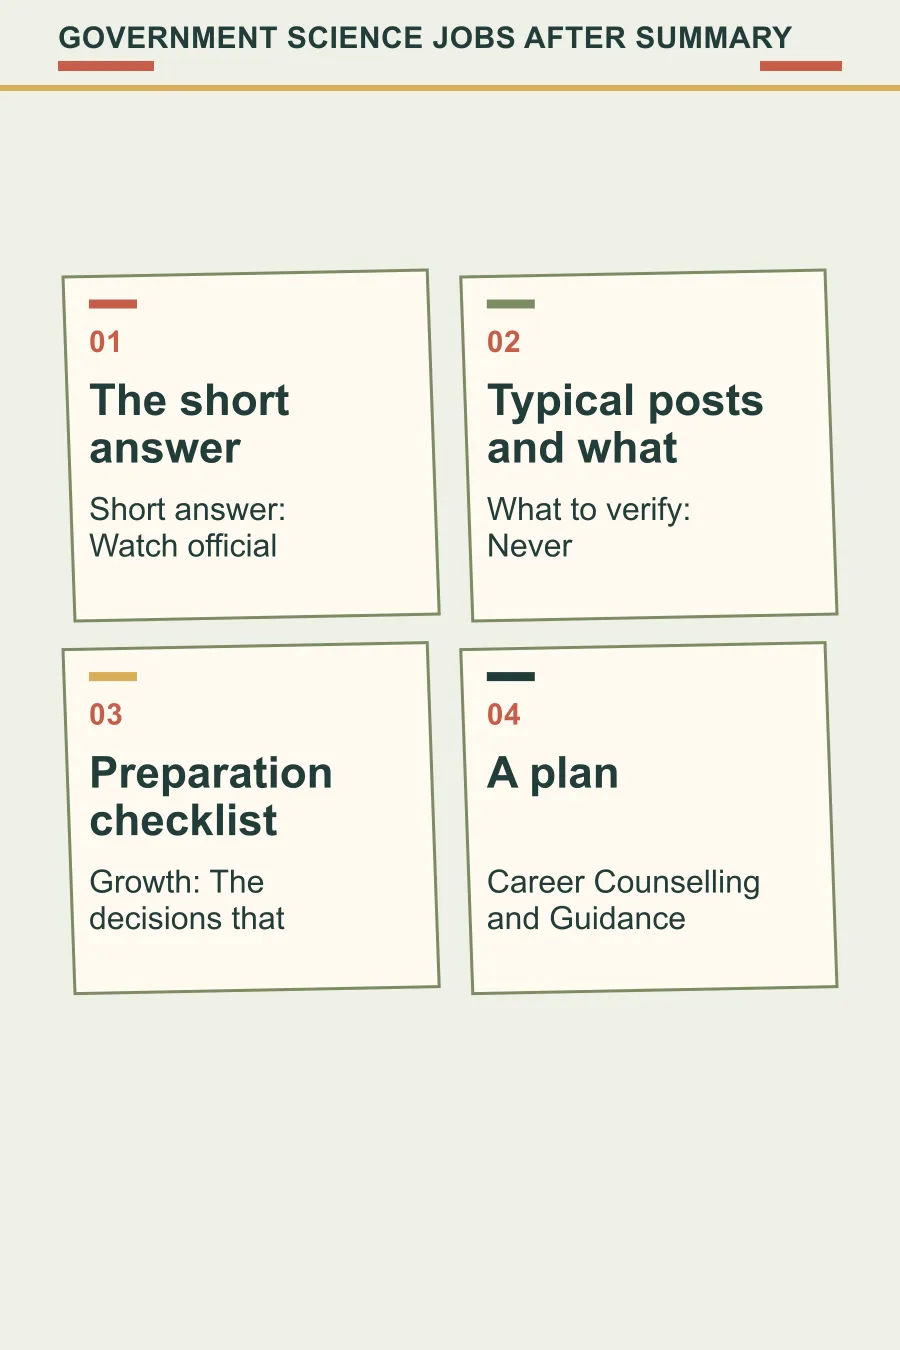 GOVERNMENT SCIENCE JOBS AFTER SUMMARY
01
The short
answer
Short answer:
Watch official
02
Typical posts
and what
What to verify:
Never
03
Preparation
checklist
Growth: The
decisions that
04
A plan
Career Counselling
and Guidance